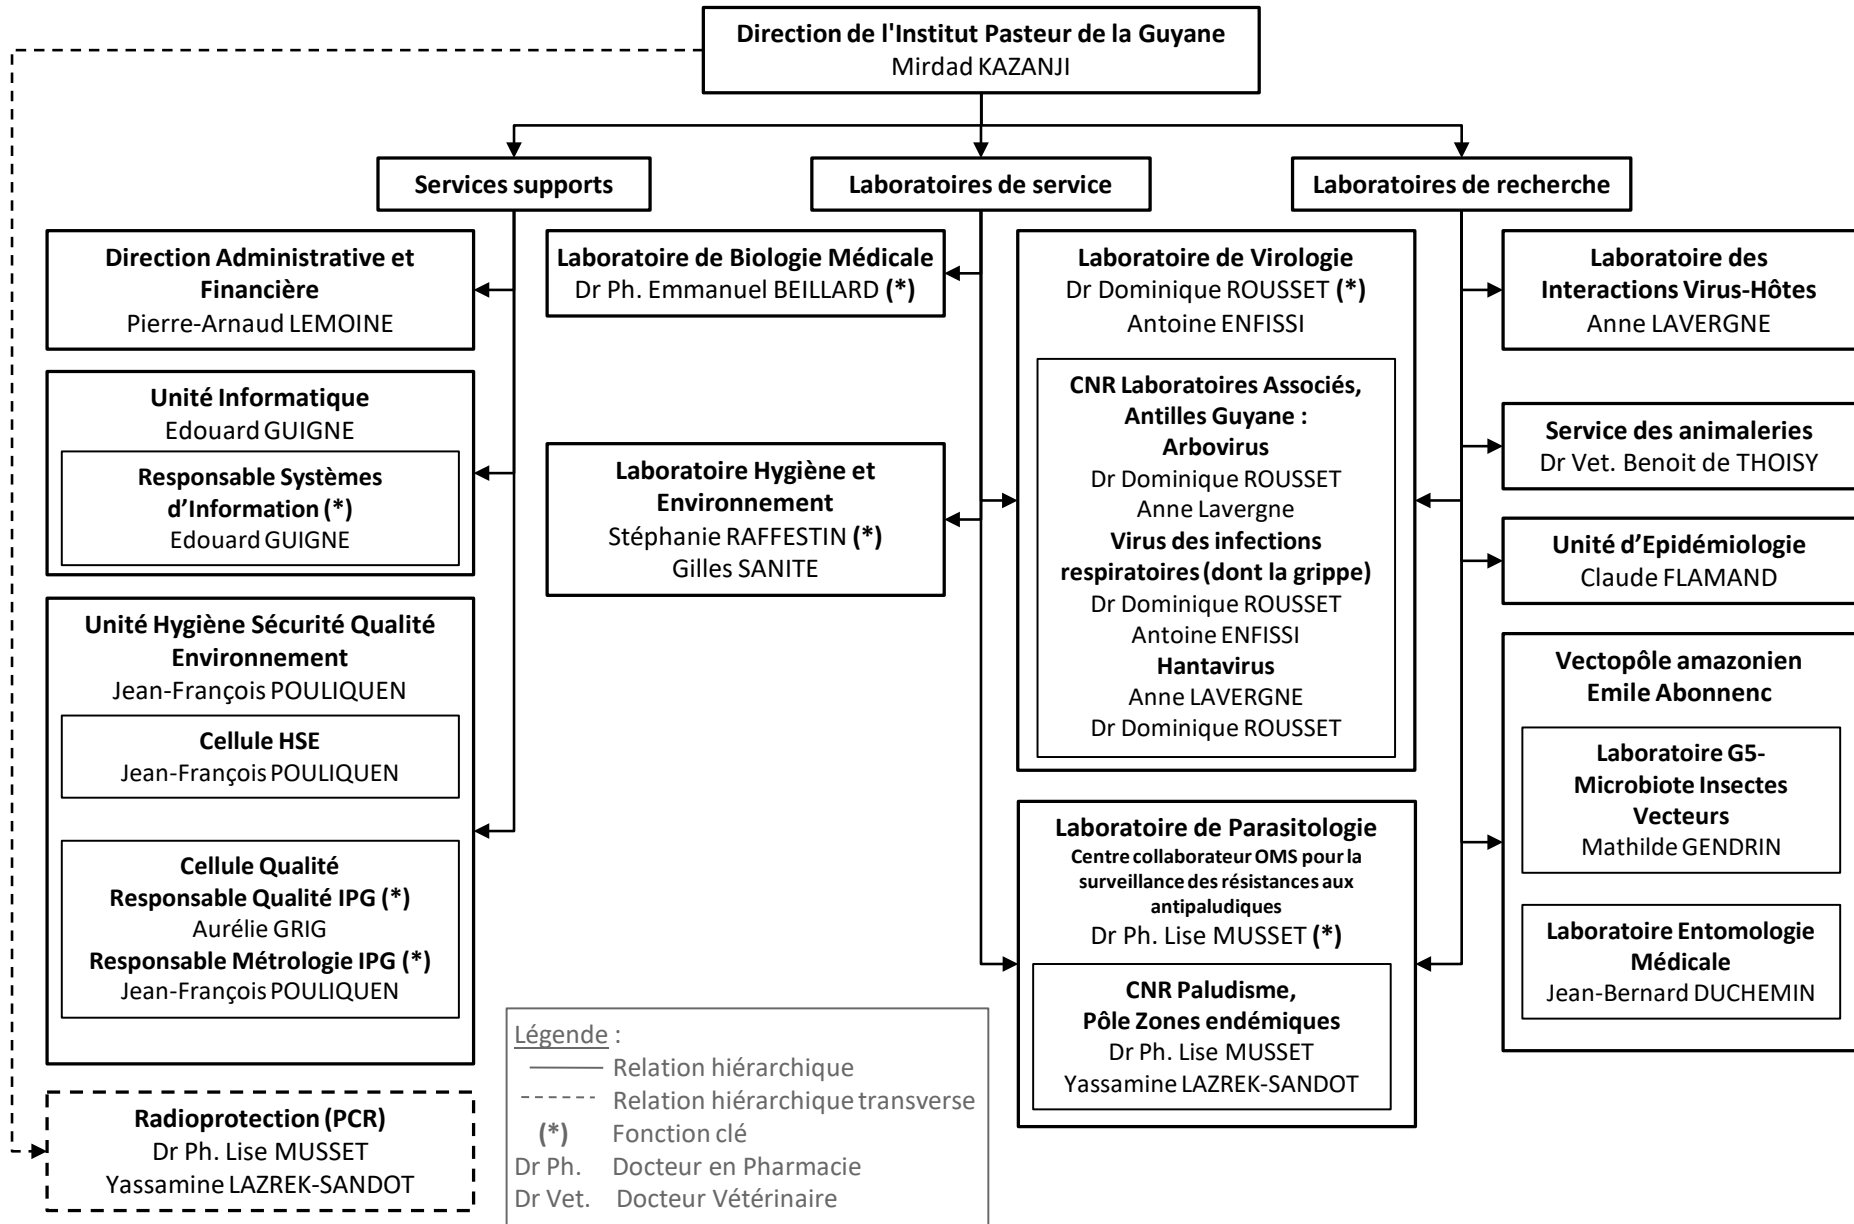 Direction de l'Institut Pasteur de la Guyane
Mirdad KAZANJI
Services supports
Laboratoires de service
Laboratoires de recherche
Direction Administrative et
Financière
Pierre-Arnaud LEMOINE
Unité Informatique
Edouard GUIGNE
Responsable Systèmes
d’Information (*)
Edouard GUIGNE
Unité Hygiène Sécurité Qualité
Environnement
Jean-François POULIQUEN
Cellule HSE
Jean-François POULIQUEN
Cellule Qualité
Responsable Qualité IPG (*)
Aurélie GRIG
Responsable Métrologie IPG (*)
Jean-François POULIQUEN
Radioprotection (PCR)
Dr Ph. Lise MUSSET
Yassamine LAZREK-SANDOT
Laboratoire de Biologie Médicale
Dr Ph. Emmanuel BEILLARD (*)
Laboratoire Hygiène et
Environnement
Stéphanie RAFFESTIN (*)
Gilles SANITE
Laboratoire de Virologie
Dr Dominique ROUSSET (*)
Antoine ENFISSI
CNR Laboratoires Associés,
Antilles Guyane :
Arbovirus
Dr Dominique ROUSSET
Anne Lavergne
Virus des infections
respiratoires (dont la grippe)
Dr Dominique ROUSSET
Antoine ENFISSI
Hantavirus
Anne LAVERGNE
Dr Dominique ROUSSET
Laboratoire de Parasitologie
Centre collaborateur OMS pour la
surveillance des résistances aux
antipaludiques
Dr Ph. Lise MUSSET (*)
CNR Paludisme,
Pôle Zones endémiques
Dr Ph. Lise MUSSET
Yassamine LAZREK-SANDOT
Laboratoire des
Interactions Virus-Hôtes
Anne LAVERGNE
Service des animaleries
Dr Vet. Benoit de THOISY
Unité d’Epidémiologie
Claude FLAMAND
Vectopôle amazonien
Emile Abonnenc
Laboratoire G5-
Microbiote Insectes
Vecteurs
Mathilde GENDRIN
Laboratoire Entomologie
Médicale
Jean-Bernard DUCHEMIN
Légende :
Relation hiérarchique
Relation hiérarchique transverse
(*) Fonction clé
Dr Ph. Docteur en Pharmacie
Dr Vet. Docteur Vétérinaire